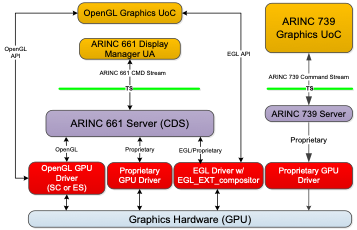 OpenGL Graphics UoC
ARINC 739
Graphics UoC
OpenGL
API
EGL API
ARINC 661 Display
Manager UA
ARINC 661 CMD Stream
ARINC 739 Command Stream
TS
TS
ARINC 661 Server (CDS)
ARINC 739 Server
OpenGL
Proprietary
EGL/Proprietary
Proprietary
OpenGL GPU
Driver
(SC or ES)
Proprietary
GPU Driver
EGL Driver w/
EGL_EXT_compositor
Proprietary GPU
Driver
Graphics Hardware (GPU)